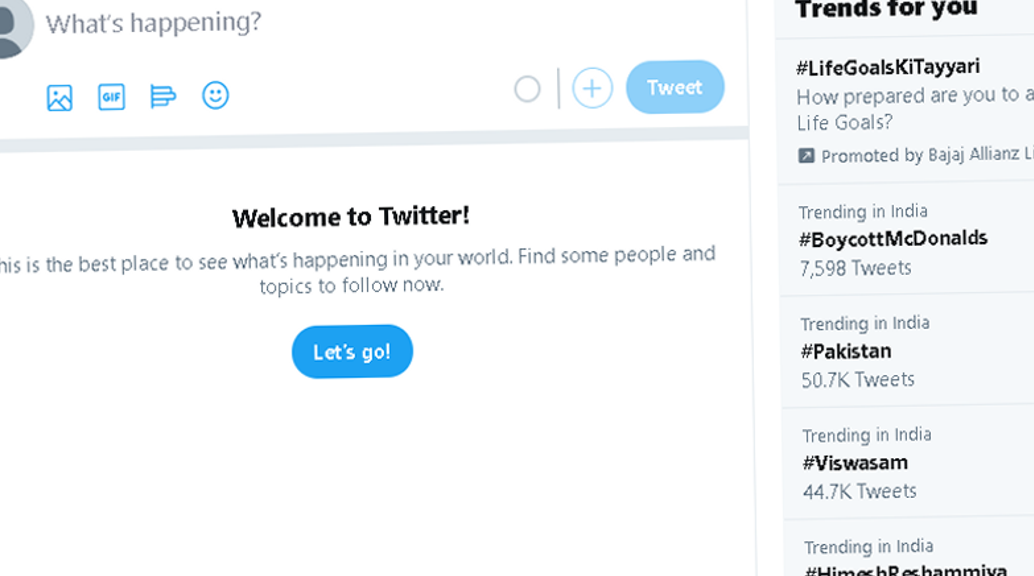 What's happening?
GIF
Tweet
Welcome to Twitter!
his is the best place to see what's happening in your world. Find some people and
topics to follow now.
Let's go!
Trends for you
#LifeGoalsKiTayyari
How prepared are you to a
Life Goals?
Promoted by Bajaj Allianz Li
Trending in India
#BoycottMcDonalds
7,598 Tweets
Trending in India
#Pakistan
50.7K Tweets
Trending in India
#Viswasam
44.7K Tweets
Trending in India
#HimeshReshammiya